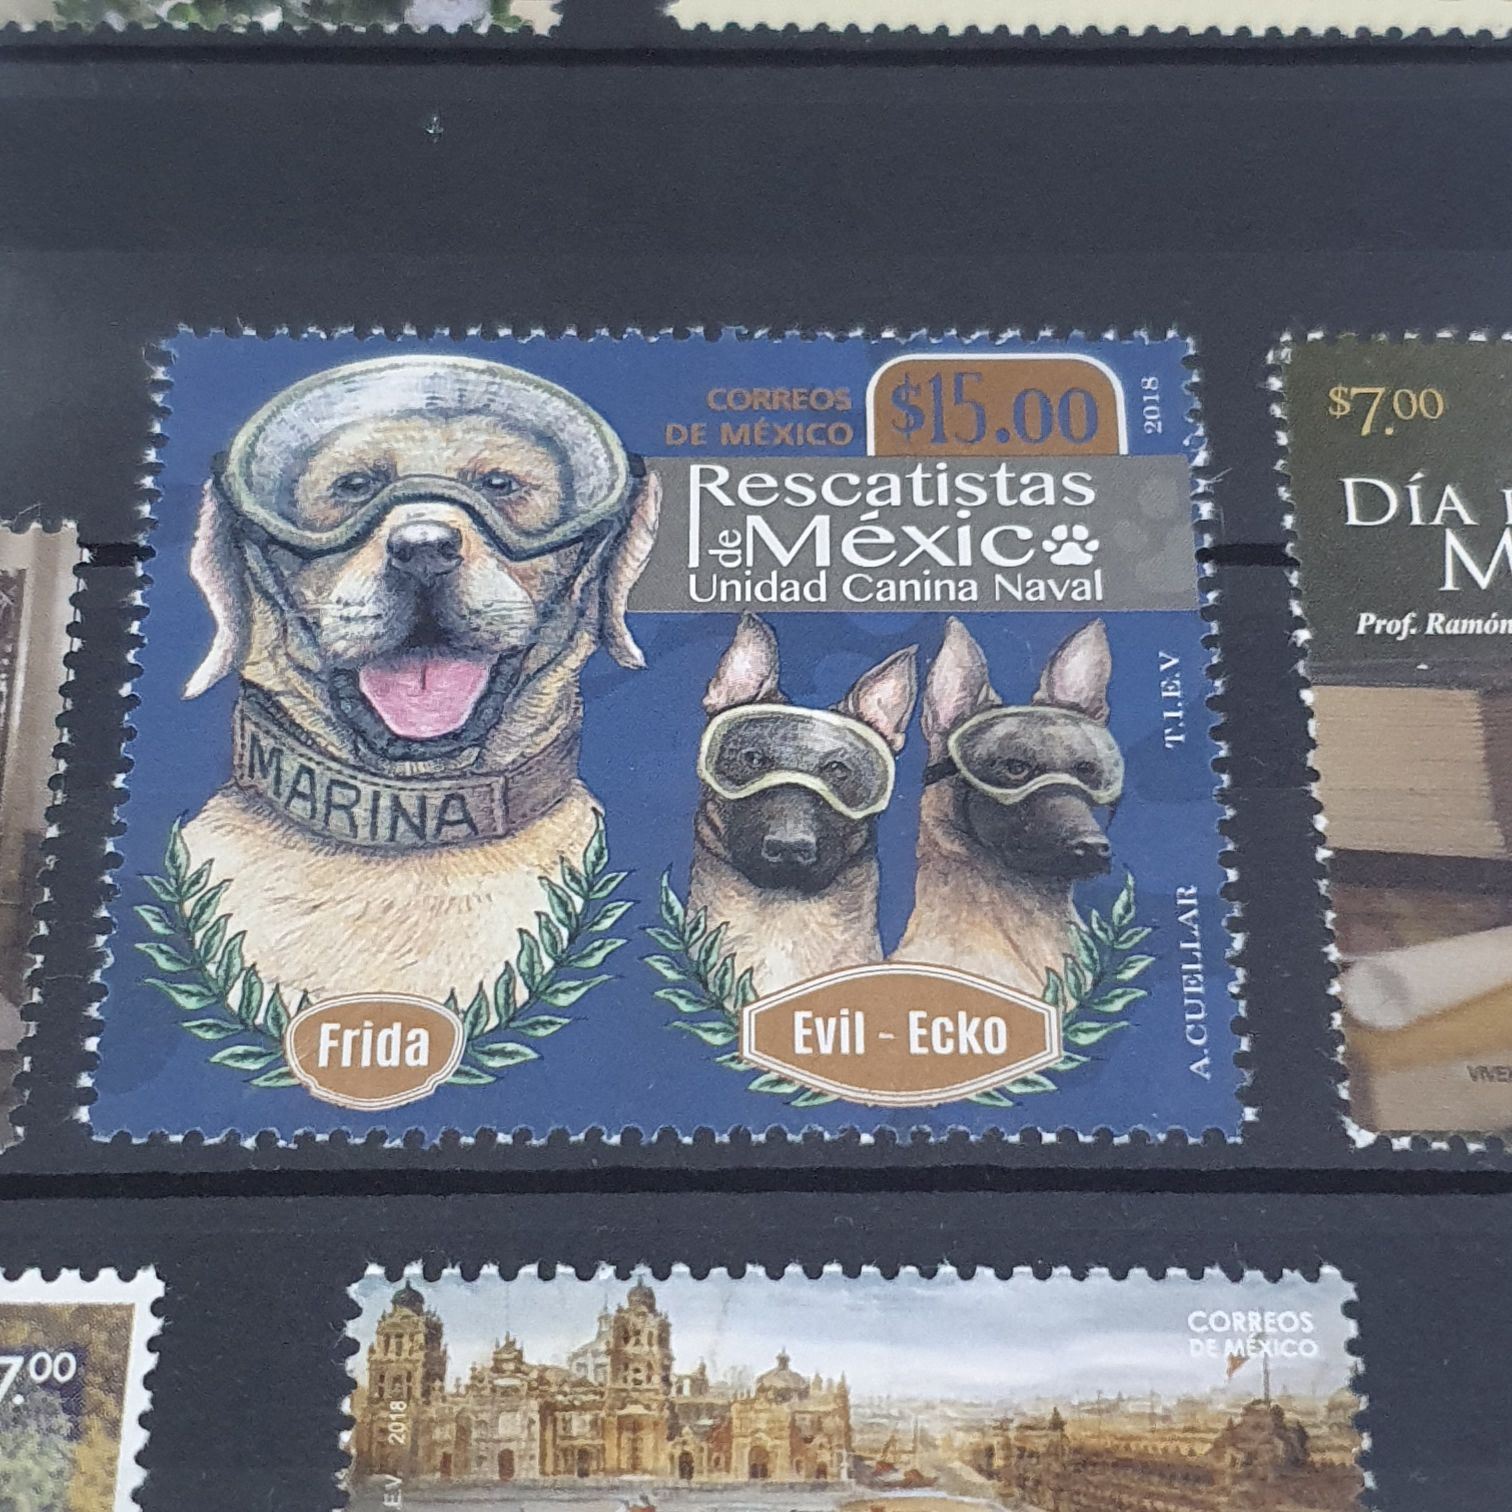 CORREOS
DE MÉXICO
$15.00
2018
Rescatistas
de México
Unidad Canina Naval
MARINA
Frida
Evil - Ecko
T.I.E.V
A. CUELLAR
$7.00
DÍA
M
Prof. Ramón
7.00
CORREOS
DE MÉXICO
2018
E.V